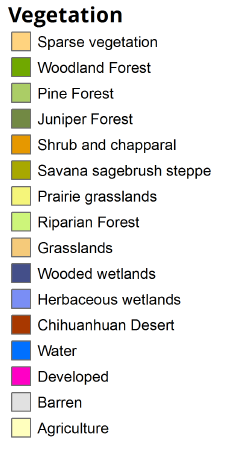 Vegetation
Sparse vegetation
Woodland Forest
Pine Forest
Juniper Forest
Shrub and chapparal
Savana sagebrush steppe
Prairie grasslands
Riparian Forest
Grasslands
Wooded wetlands
Herbaceous wetlands
Chihuanhuan Desert
Water
Developed
Barren
Agriculture